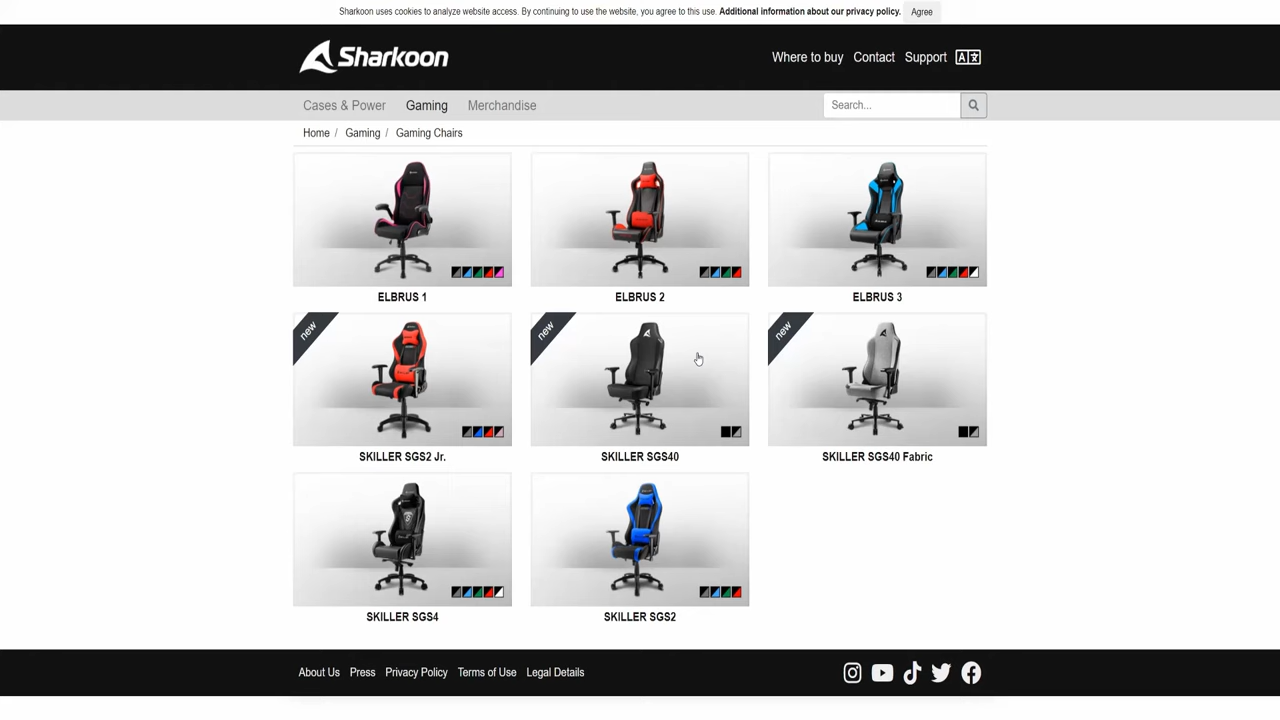 Sharkoon uses cookies to analyze website access. By continuing to use the website, you agree to this use. Additional information about our privacy policy. Agree
Sharkoon
Where to buy Contact Support
Cases & Power Gaming Merchandise Search...
Home / Gaming / Gaming Chairs
ELBRUS 1 ELBRUS 2 ELBRUS 3
new new new
SKILLER SGS2 Jr. SKILLER SGS40 SKILLER SGS40 Fabric
SKILLER SGS4 SKILLER SGS2
About Us Press Privacy Policy Terms of Use Legal Details